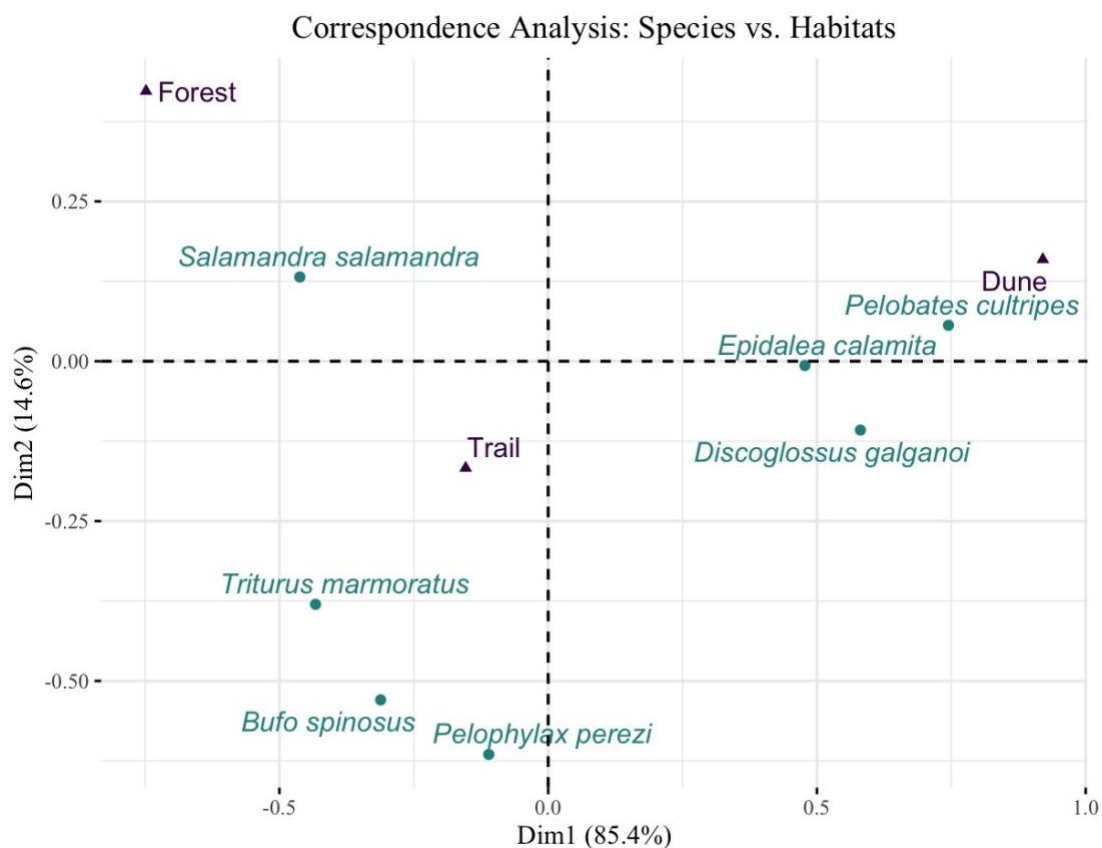 Correspondence Analysis: Species vs. Habitats
Forest
0.25
Salamandra salamandra
Dune
Pelobates cultripes
Epidalea calamita
0.00
Dim2 (14.6%)
Trail
Discoglossus galganoi
-0.25
Triturus marmoratus
-0.50
Bufo spinosus
Pelophylax perezi
-0.5 0.0 0.5 1.0
Dim1 (85.4%)